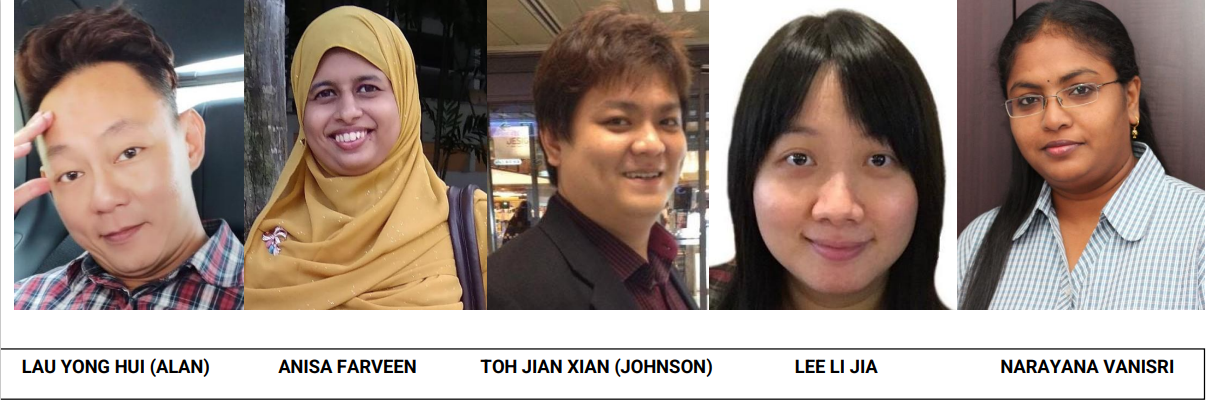 LAU YONG HUI (ALAN) ANISA FARVEEN TOH JIAN XIAN (JOHNSON) LEE LI JIA NARAYANA VANISRI